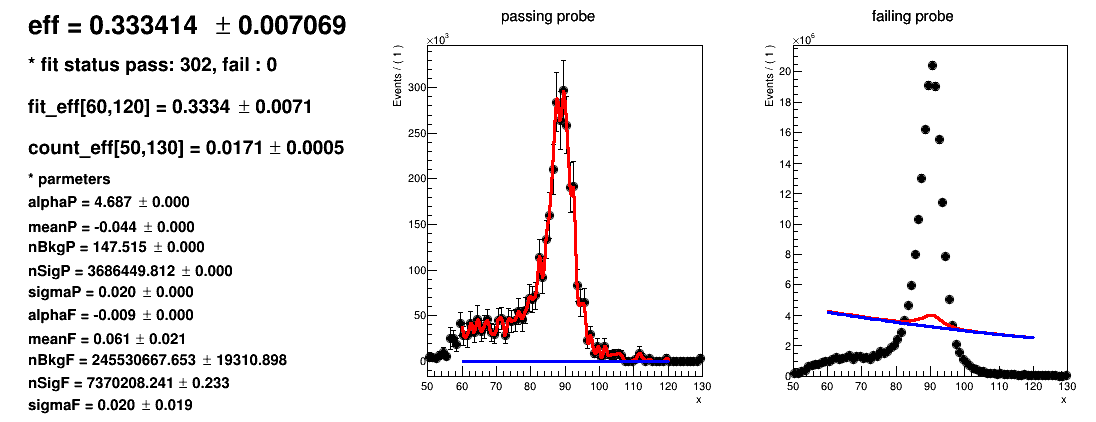 eff = 0.333414 ± 0.007069
* fit status pass: 302, fail : 0
fit_eff[60,120] = 0.3334 ± 0.0071
count_eff[50,130] = 0.0171 ± 0.0005
* parmeters
alphaP = 4.687 ± 0.000
meanP = -0.044 ± 0.000
nBkgP = 147.515 ± 0.000
nSigP = 3686449.812 ± 0.000
sigmaP = 0.020 ± 0.000
alphaF = -0.009 ± 0.000
meanF = 0.061 ± 0.021
nBkgF = 245530667.653 ± 19310.898
nSigF = 7370208.241 ± 0.233
sigmaF = 0.020 ± 0.019
passing probe
×10³
Events / ( 1 )
300
250
200
150
100
50
0
50 60 70 80 90 100 110 120 130
x
failing probe
×10⁶
Events / ( 1 )
20
18
16
14
12
10
8
6
4
2
0
50 60 70 80 90 100 110 120 130
x